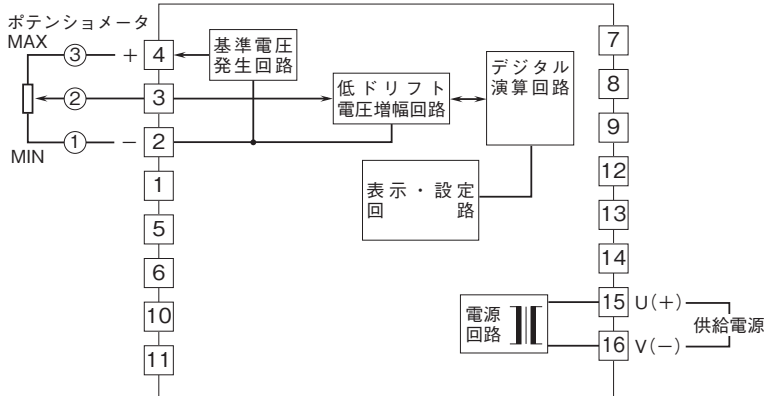 ポテンショメータ
MAX
③ + 4
② 3
① - 2
MIN
1
5
6
10
11
基準電圧
発生回路
低ドリフト
電圧増幅回路
デジタル
演算回路
表示・設定
回 路
電源
回路
7
8
9
12
13
14
15 U(+)
16 V(-)
供給電源